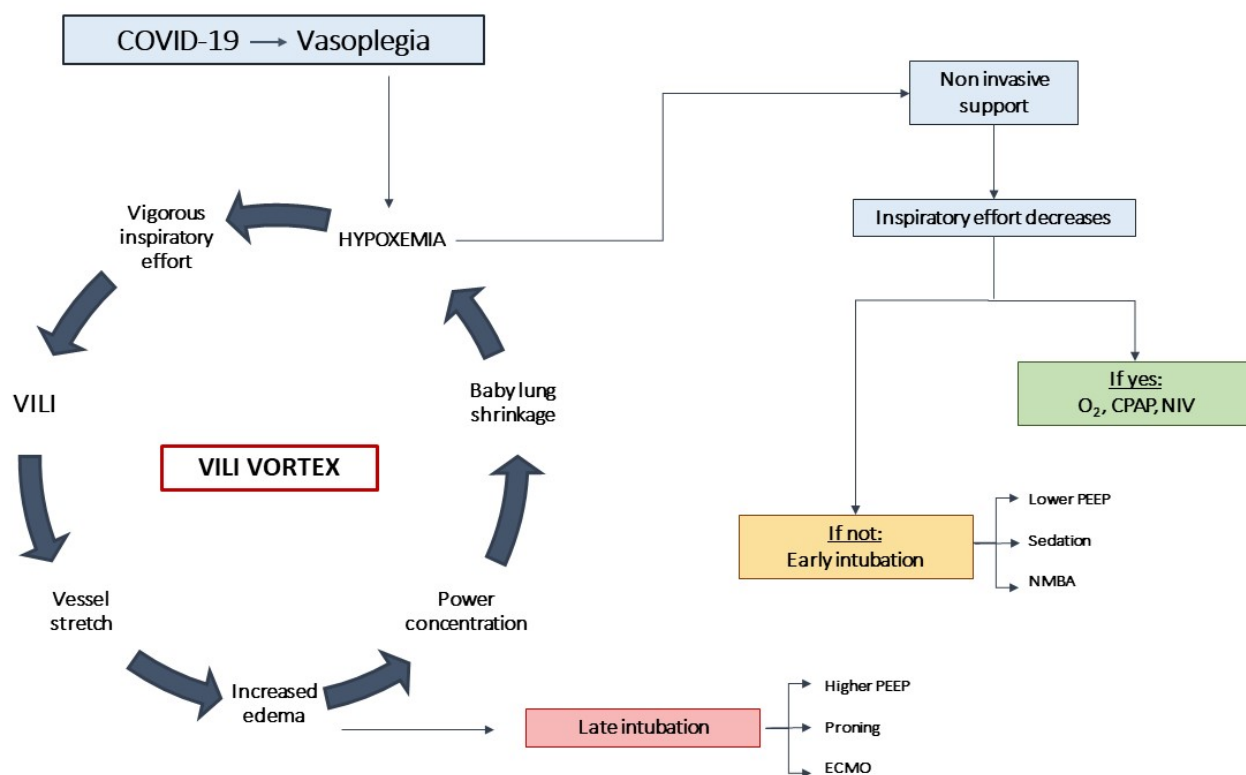 COVID-19 → Vasoplegia
Non invasive
support
Vigorous
inspiratory
effort
HYPOXEMIA
Inspiratory effort decreases
VILI
Baby lung
shrinkage
If yes:
O₂, CPAP, NIV
VILI VORTEX
If not:
Early intubation
Lower PEEP
Sedation
NMBA
Vessel
stretch
Power
concentration
Increased
edema
Late intubation
Higher PEEP
Proning
ECMO